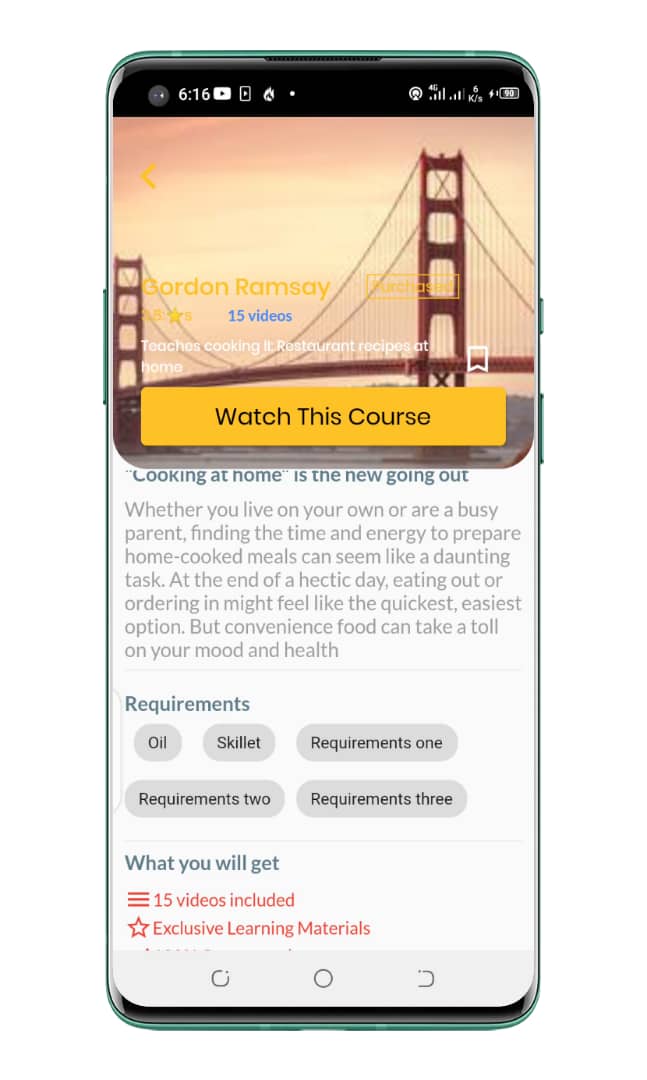 6:16
4G
6
K/s
90
Gordon Ramsay
Purchased
15 videos
Teaches cooking II: Restaurant recipes at
home
Watch This Course
"Cooking at home" is the new going out
Whether you live on your own or are a busy
parent, finding the time and energy to prepare
home-cooked meals can seem like a daunting
task. At the end of a hectic day, eating out or
ordering in might feel like the quickest, easiest
option. But convenience food can take a toll
on your mood and health
Requirements
Oil
Skillet
Requirements one
Requirements two
Requirements three
What you will get
15 videos included
Exclusive Learning Materials